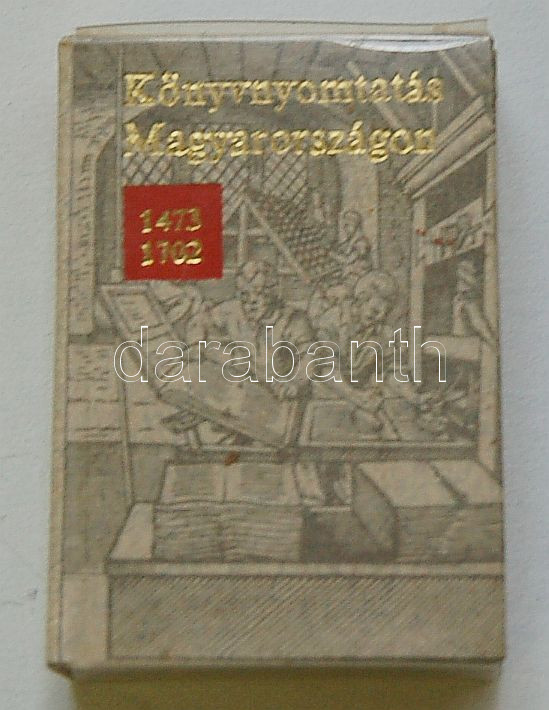 Könyvnyomtatás
Magyarországon
1473
1702
darabanth